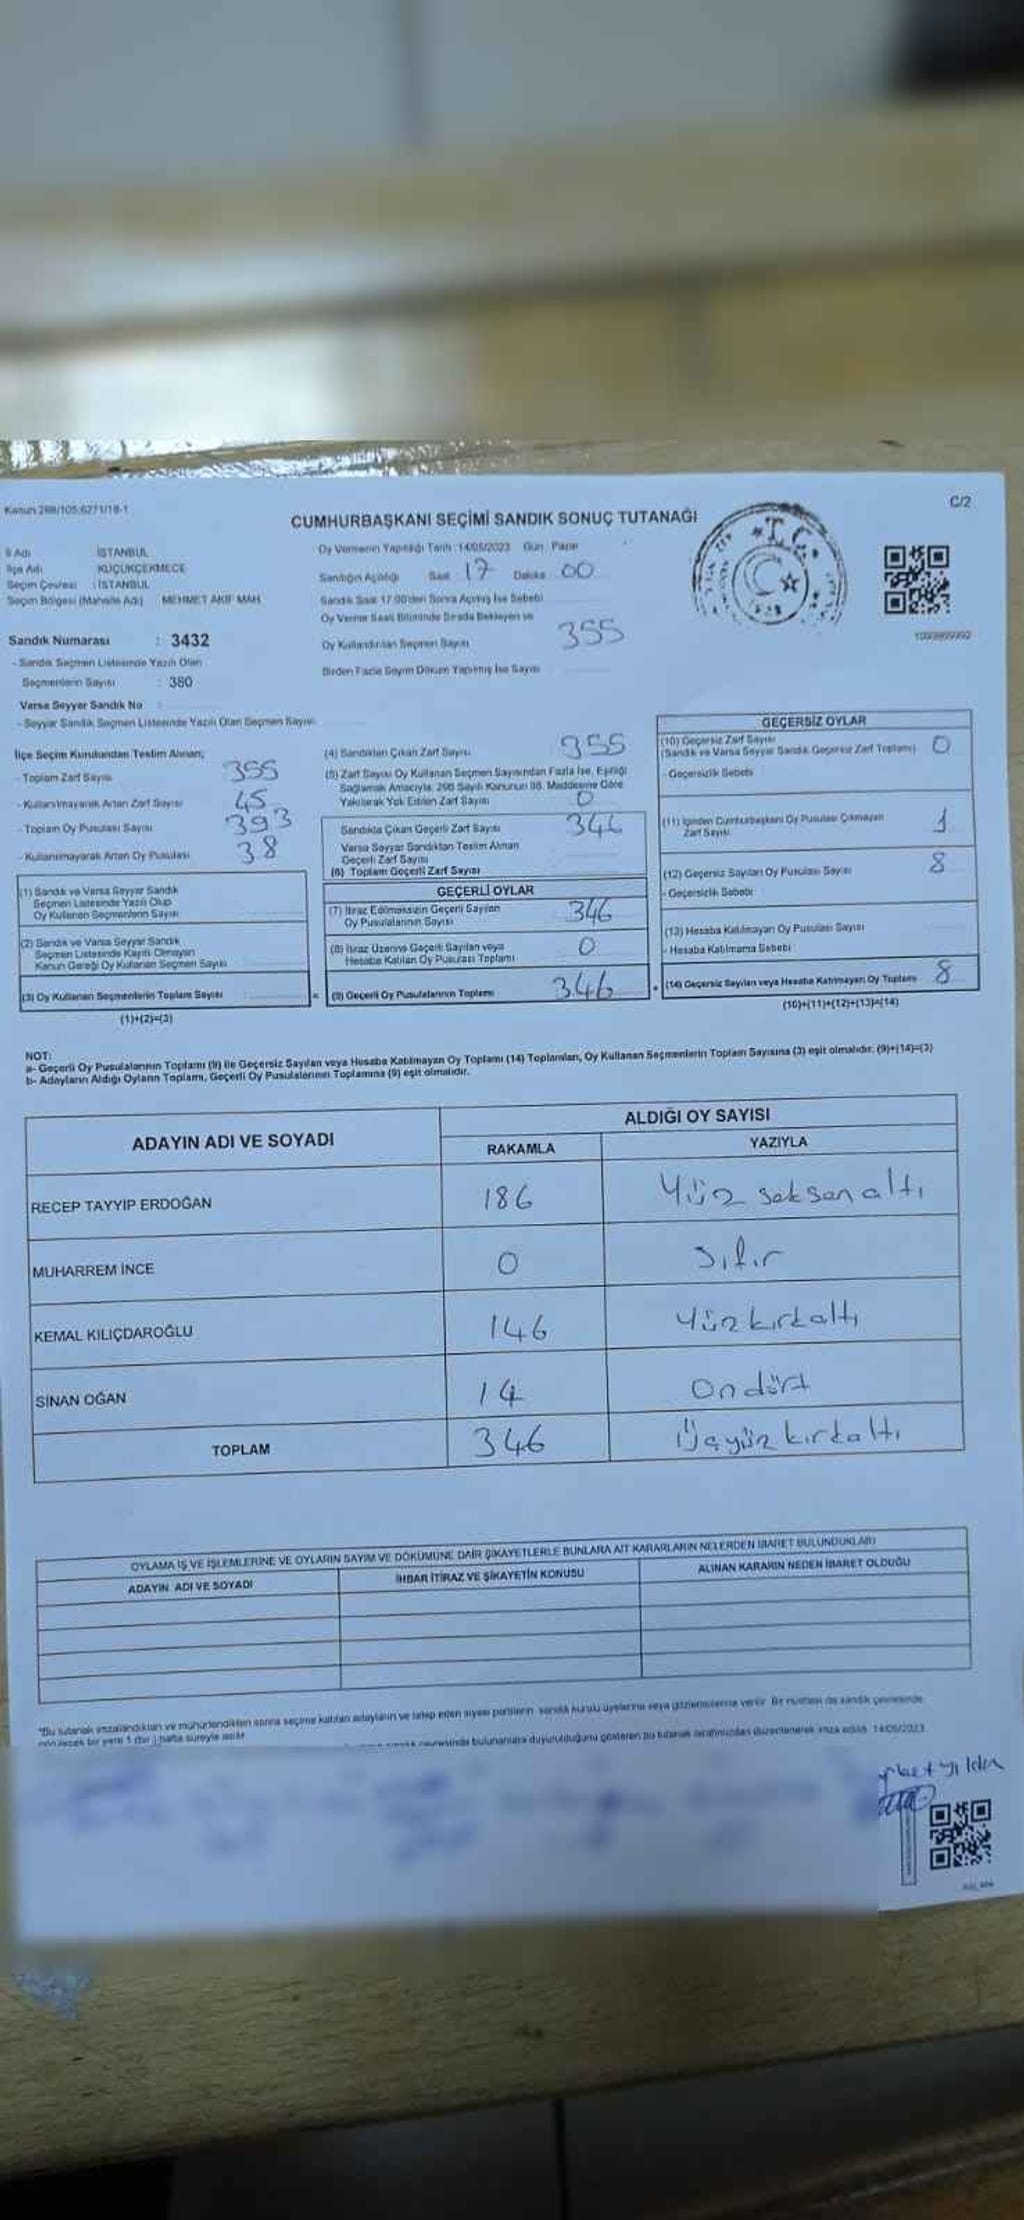 Kanun 298/105:6271/18-1
C/2
CUMHURBAŞKANI SEÇİMİ SANDIK SONUÇ TUTANAĞI
T.C.
İl Adı İSTANBUL
İlçe Adı KÜÇÜKÇEKMECE
Seçim Çevresi : İSTANBUL
Seçim Bölgesi (Mahalle Adı) MEHMET AKİF MAH
Sandık Numarası : 3432
- Sandık Seçmen Listesinde Yazılı Olan
Seçmenlerin Sayısı : 380
Varsa Seyyar Sandık No :
- Seyyar Sandık Seçmen Listesinde Yazılı Olan Seçmen Sayısı
Oy Vermenin Yapıldığı Tarih :14/05/2023 Gün : Pazar
Sandığın Açıldığı Saat 17 Dakika 00
Sandık Saat 17:00'den Sonra Açılmış İse Sebebi
Oy Verme Saati Bitiminde Sırada Bekleyen ve
Oy Kullandırılan Seçmen Sayısı 355
Birden Fazla Sayım Döküm Yapılmış İse Sayısı
İlçe Seçim Kurulundan Teslim Alınan;
- Toplam Zarf Sayısı 355
- Kullanılmayarak Artan Zarf Sayısı 45
- Toplam Oy Pusulası Sayısı 393
- Kullanılmayarak Artan Oy Pusulası 38
(1) Sandık ve Varsa Seyyar Sandık
Seçmen Listesinde Yazılı Olup
Oy Kullanan Seçmenlerin Sayısı
(2) Sandık ve Varsa Seyyar Sandık
Seçmen Listesinde Kayıtlı Olmayan
Kanun Gereği Oy Kullanan Seçmen Sayısı
(3) Oy Kullanan Seçmenlerin Toplam Sayısı =
(1)+(2)=(3)
(4) Sandıktan Çıkan Zarf Sayısı 355
(5) Zarf Sayısı Oy Kullanan Seçmen Sayısından Fazla İse, Eşitliği
Sağlamak Amacıyla, 298 Sayılı Kanunun 98. Maddesine Göre
Yakılarak Yok Edilen Zarf Sayısı 0
Sandıkta Çıkan Geçerli Zarf Sayısı 346
Varsa Seyyar Sandıktan Teslim Alınan
Geçerli Zarf Sayısı
(6) Toplam Geçerli Zarf Sayısı
GEÇERLİ OYLAR
(7) İtiraz Edilmeksizin Geçerli Sayılan
Oy Pusulalarının Sayısı 346
(8) İtiraz Üzerine Geçerli Sayılan veya
Hesaba Katılan Oy Pusulası Toplamı 0
(9) Geçerli Oy Pusulalarının Toplamı 346 +
GEÇERSİZ OYLAR
(10) Geçersiz Zarf Sayısı
(Sandık ve Varsa Seyyar Sandık Geçersiz Zarf Toplamı) 0
- Geçersizlik Sebebi
(11) İçinden Cumhurbaşkanı Oy Pusulası Çıkmayan
Zarf Sayısı 1
(12) Geçersiz Sayılan Oy Pusulası Sayısı 8
- Geçersizlik Sebebi
(13) Hesaba Katılmayan Oy Pusulası Sayısı
- Hesaba Katılmama Sebebi
(14) Geçersiz Sayılan veya Hesaba Katılmayan Oy Toplamı 8
(10)+(11)+(12)+(13)=(14)
NOT:
a- Geçerli Oy Pusulalarının Toplamı (9) ile Geçersiz Sayılan veya Hesaba Katılmayan Oy Toplamı (14) Toplamları, Oy Kullanan Seçmenlerin Toplam Sayısına (3) eşit olmalıdır. (9)+(14)=(3)
b- Adayların Aldığı Oyların Toplamı, Geçerli Oy Pusulalarının Toplamına (9) eşit olmalıdır.
ADAYIN ADI VE SOYADI ALDIĞI OY SAYISI
RAKAMLA YAZIYLA
RECEP TAYYIP ERDOĞAN 186 Yüz seksen altı
MUHARREM İNCE 0 Sıfır
KEMAL KILIÇDAROĞLU 146 Yüz kırk altı
SİNAN OĞAN 14 On dört
TOPLAM 346 Üçyüz kırk altı
OYLAMA İŞ VE İŞLEMLERİNE VE OYLARIN SAYIM VE DÖKÜMÜNE DAİR ŞİKAYETLERLE BUNLARA AİT KARARLARIN NELERDEN İBARET BULUNDUKLARI
ADAYIN ADI VE SOYADI İHBAR İTİRAZ VE ŞİKAYETİN KONUSU ALINAN KARARIN NEDEN İBARET OLDUĞU
*Bu tutanak imzalandıktan ve mühürlendikten sonra seçime katılan adayların ve talep eden siyasi partilerin sandık kurulu üyelerine veya gözlemcilerine verilir. Bir nüshası da sandık çevresinde
görülecek bir yere 1 (bir) hafta süreyle asılır
çevresinde bulunanlara duyurulduğunu gösteren bu tutanak tarafımızdan düzenlenerek imza edildi. 14/05/2023